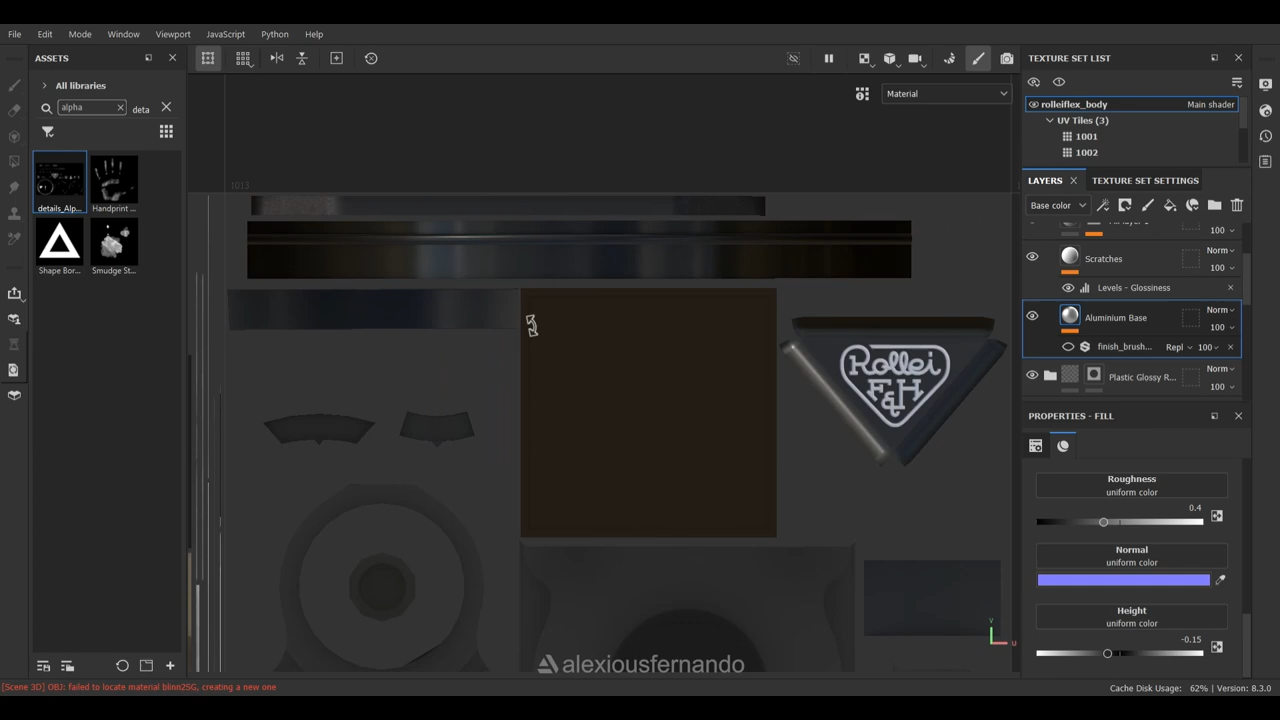 File Edit Mode Window Viewport JavaScript Python Help
ASSETS
All libraries
alpha
deta
details_Alp...
Handprint ...
Shape Bor...
Smudge St...
Material
1013
Rollei
F&H
alexiousfernando
TEXTURE SET LIST
rolleiflex_body Main shader
UV Tiles (3)
1001
1002
LAYERS TEXTURE SET SETTINGS
Base color
100
Scratches Norm
100
Levels - Glossiness
Aluminium Base Norm
100
finish_brush... Repl 100
Plastic Glossy R... Norm
100
PROPERTIES - FILL
Roughness
uniform color
0.4
Normal
uniform color
Height
uniform color
-0.15
V
U
[Scene 3D] OBJ: failed to locate material blinn2SG, creating a new one
Cache Disk Usage: 62% | Version: 8.3.0